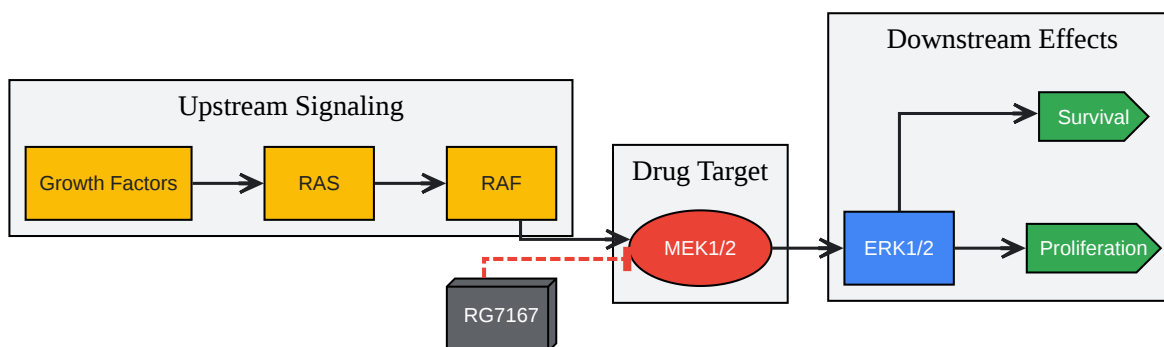 Upstream Signaling
Growth Factors
RAS
RAF
RG7167
Drug Target
MEK1/2
Downstream Effects
Survival
ERK1/2
Proliferation